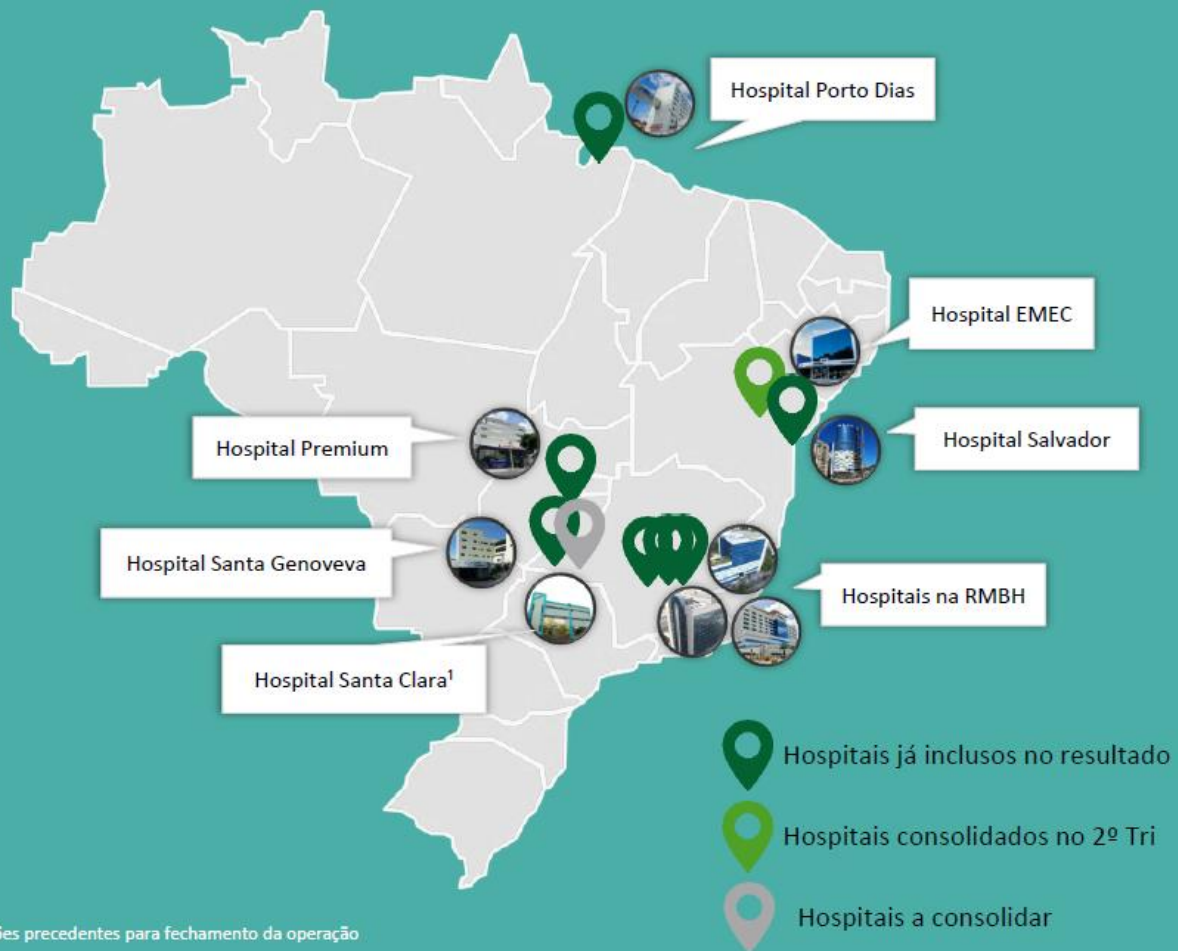 Hospital Porto Dias
Hospital EMEC
Hospital Premium
Hospital Salvador
Hospital Santa Genoveva
Hospitais na RMBH
Hospital Santa Clara¹
Hospitais já inclusos no resultado
Hospitais consolidados no 2º Tri
Hospitais a consolidar
precedentes para fechamento da operação